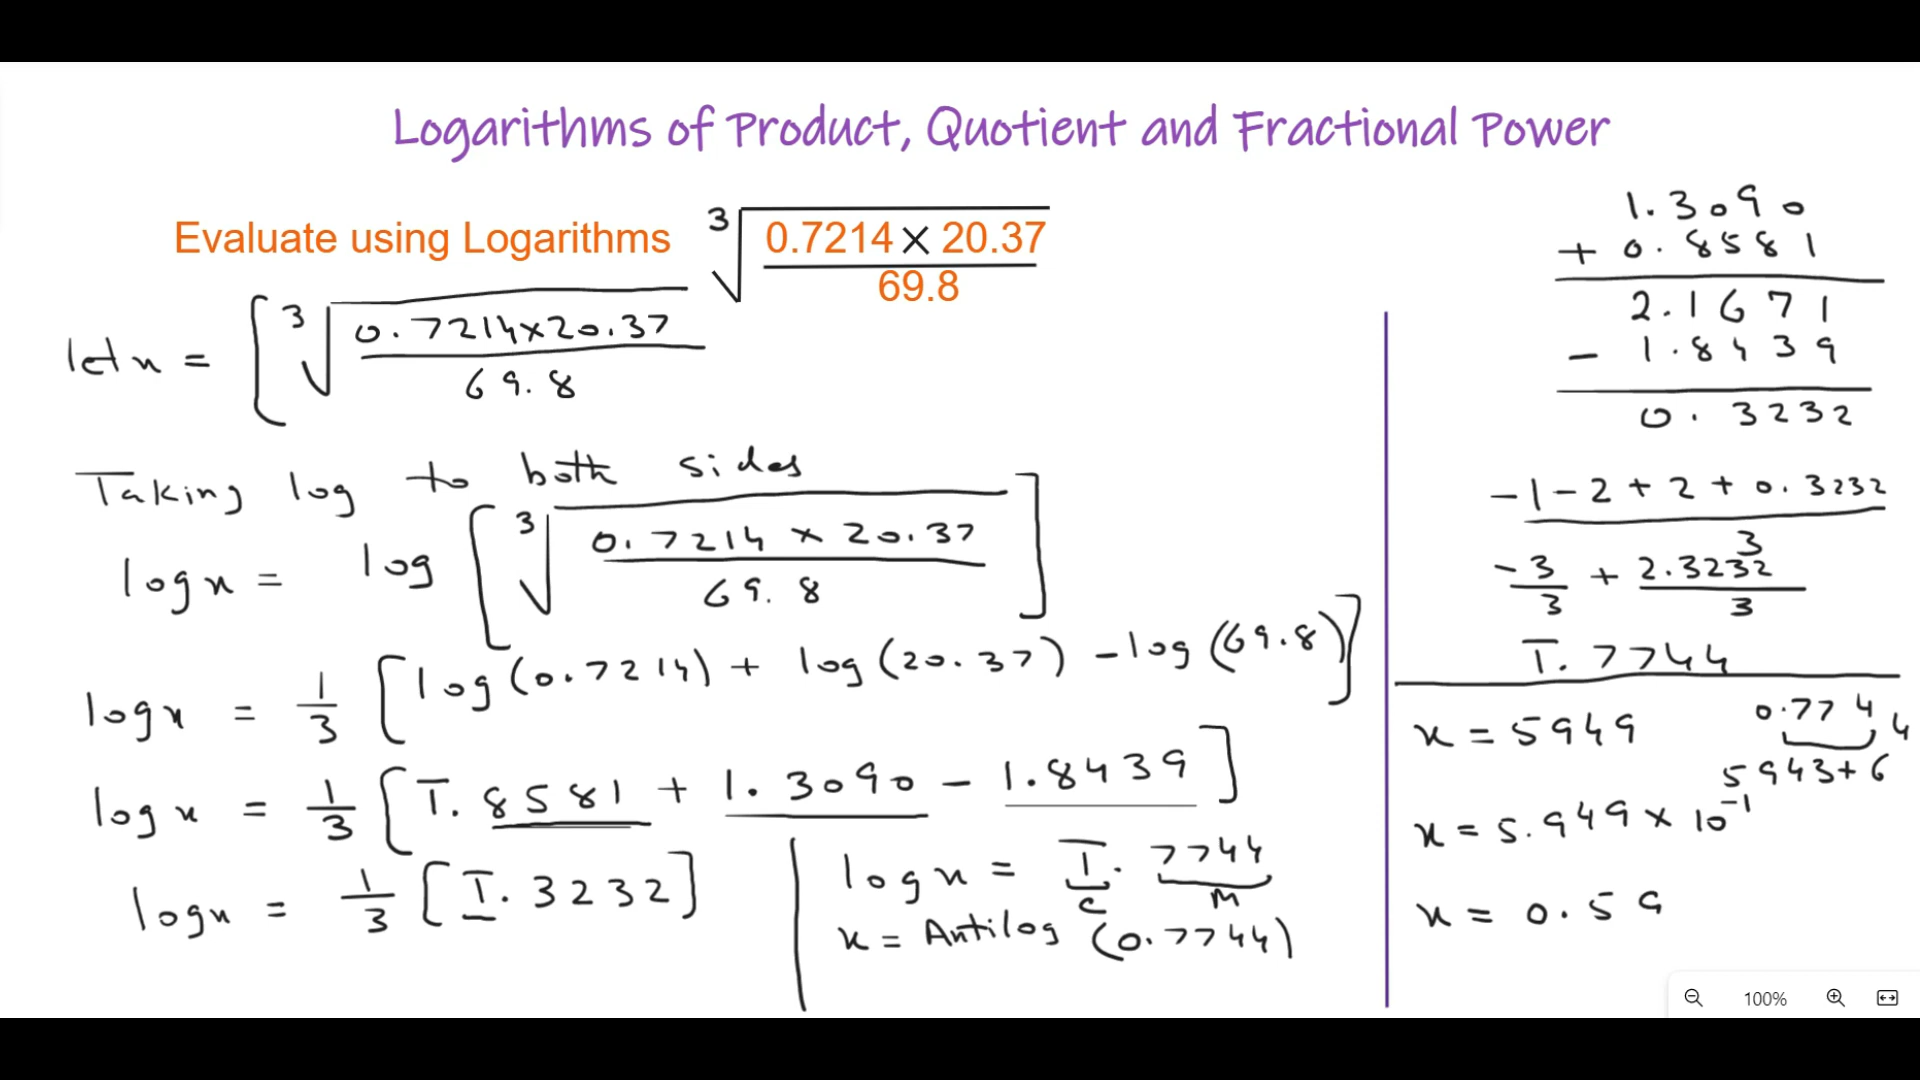 Logarithms of Product, Quotient and Fractional Power
Evaluate using Logarithms ∛((0.7214 × 20.37) / 69.8)
let x = [ ∛((0.7214×20.37) / 69.8)
Taking log to both sides
log x = log [ ∛((0.7214 × 20.37) / 69.8) ]
log x = 1/3 [ log (0.7214) + log (20.37) - log (69.8) ]
log x = 1/3 [ 1̅.8581 + 1.3090 - 1.8439 ]
log x = 1/3 [ 1̅.3232 ]
log x = 1̅.7744
C M
x = Antilog (0.7744)
1.3090
+ 0.8581
2.1671
- 1.8439
0.3232
(-1 - 2 + 2 + 0.3232) / 3
-3/3 + 2.3232/3
1̅.7744
x = 5949
0.774 4
5943+6
x = 5.949 × 10⁻¹
x = 0.59
100%